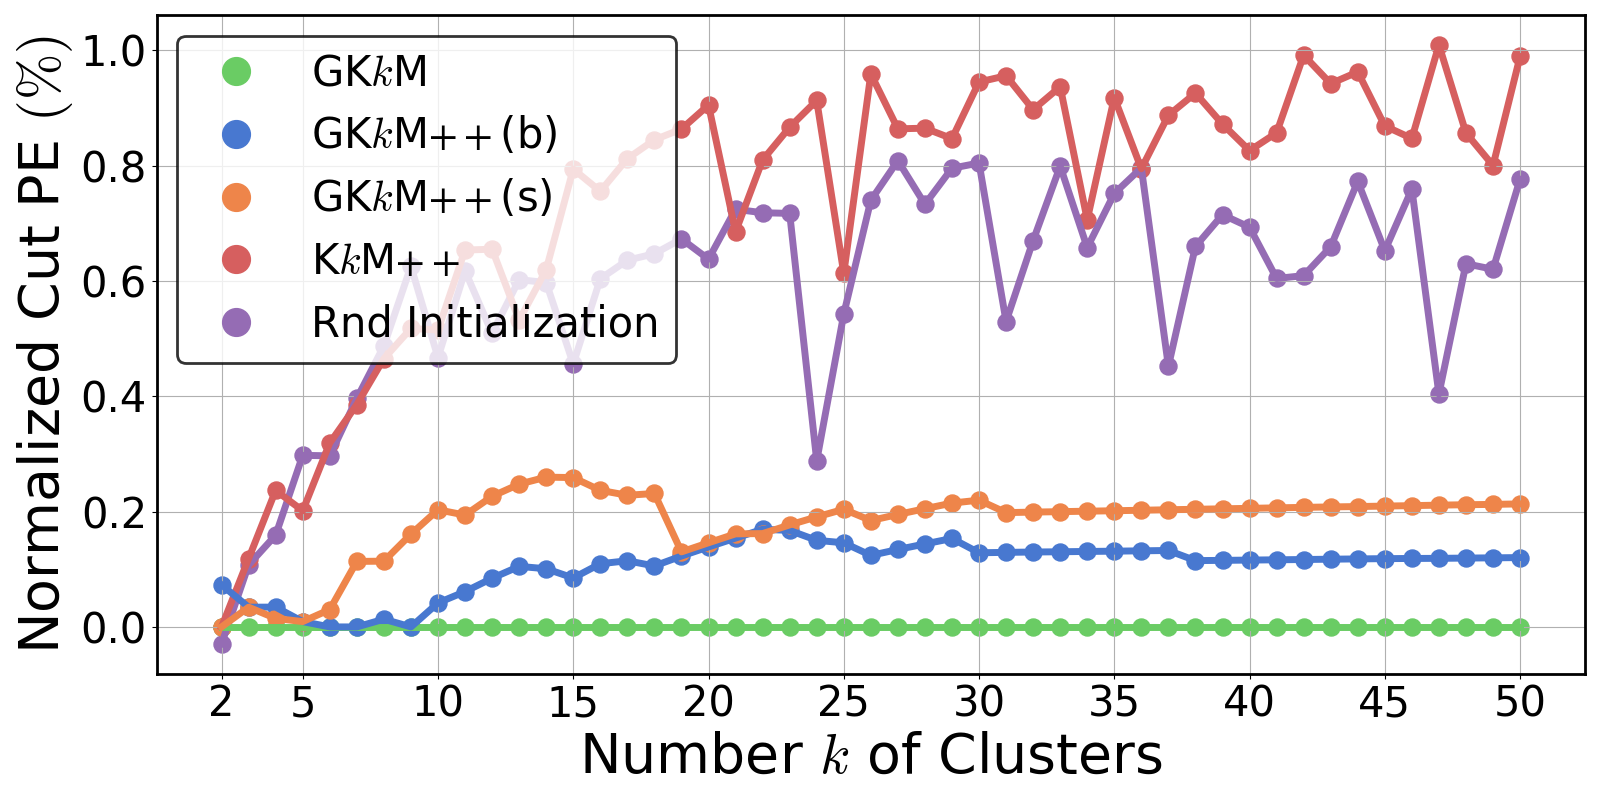 Normalized Cut PE (%)
1.0
0.8
0.6
0.4
0.2
0.0
GKkM
GKkM++(b)
GKkM++(s)
KkM++
Rnd Initialization
2 5 10 15 20 25 30 35 40 45 50
Number k of Clusters